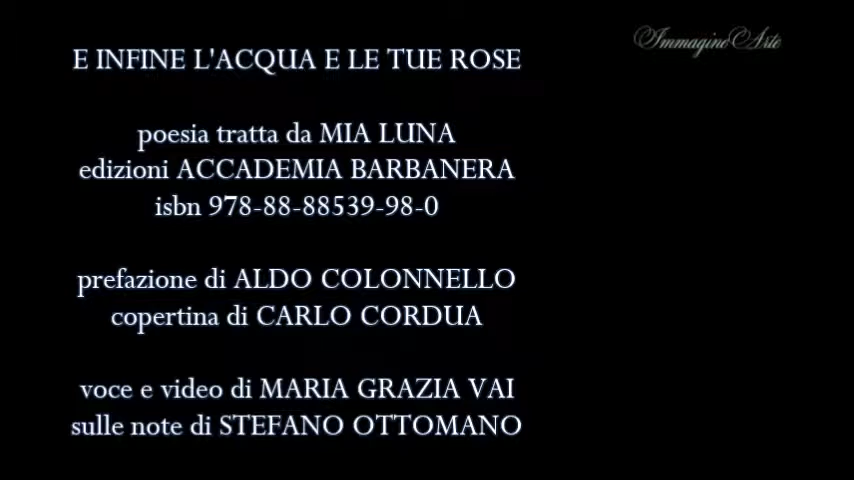 ImmagineArte
E INFINE L'ACQUA E LE TUE ROSE
poesia tratta da MIA LUNA
edizioni ACCADEMIA BARBANERA
isbn 978-88-88539-98-0
prefazione di ALDO COLONNELLO
copertina di CARLO CORDUA
voce e video di MARIA GRAZIA VAI
sulle note di STEFANO OTTOMANO